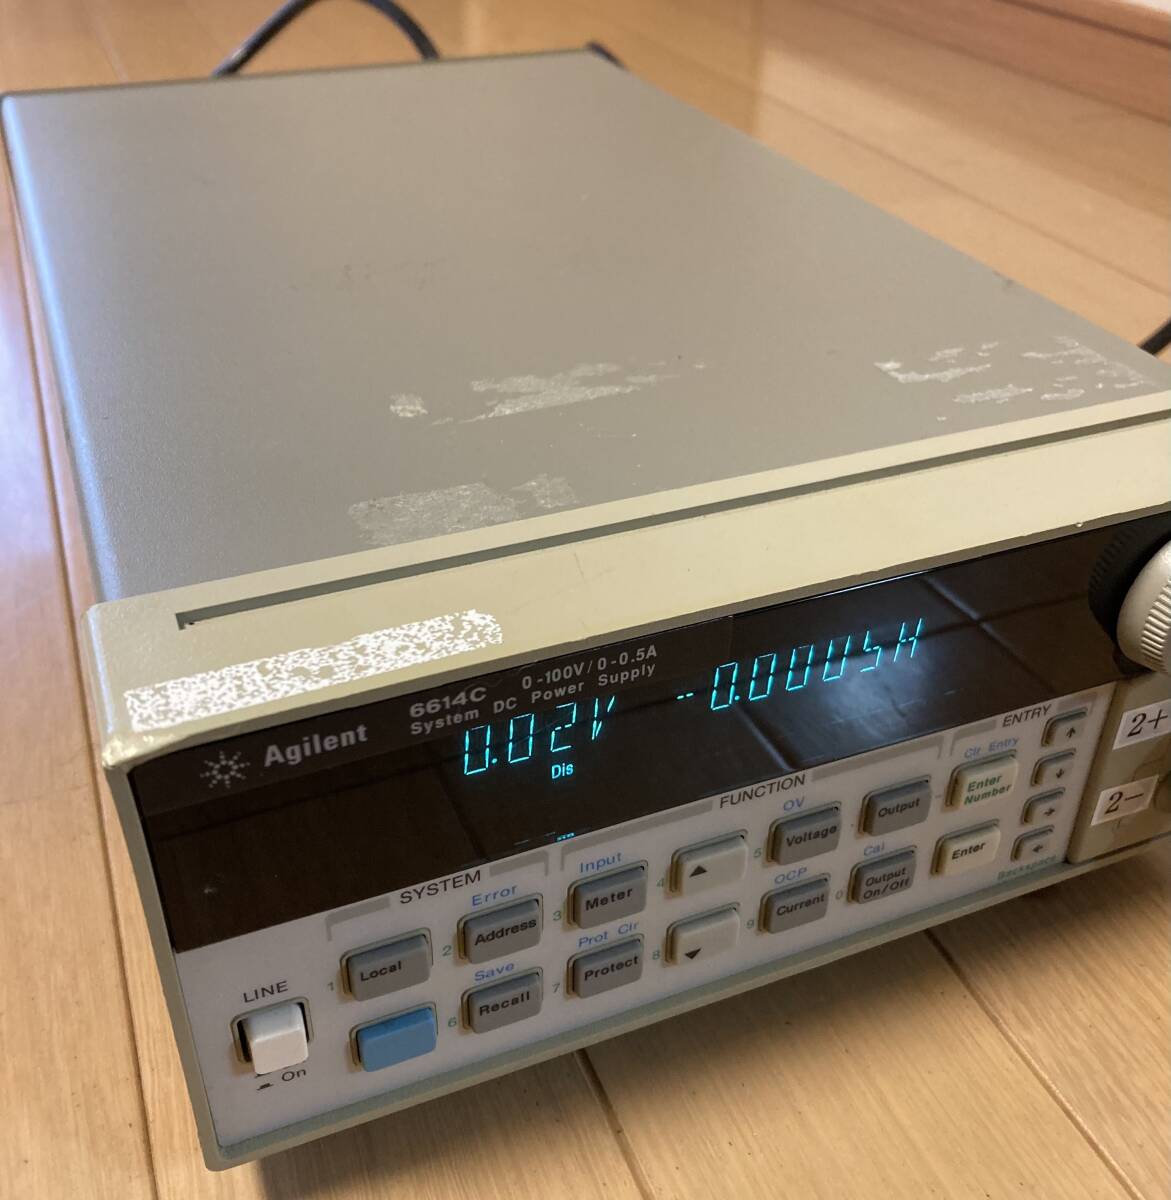 Agilent
6614C 0-100V/0-0.5A
System DC Power Supply
0.02V
Dis
FUNCTION
ENTRY
SYSTEM
LINE
On
Error
Input
OV
Clr Entry
1 Local
2 Address
3 Meter
4
5 Voltage
Output
Enter Number
Save
Prot Clr
OCP
Cal
6 Recall
7 Protect
8
9 Current
0 Output On/Off
Enter
Backspace
2+
2-